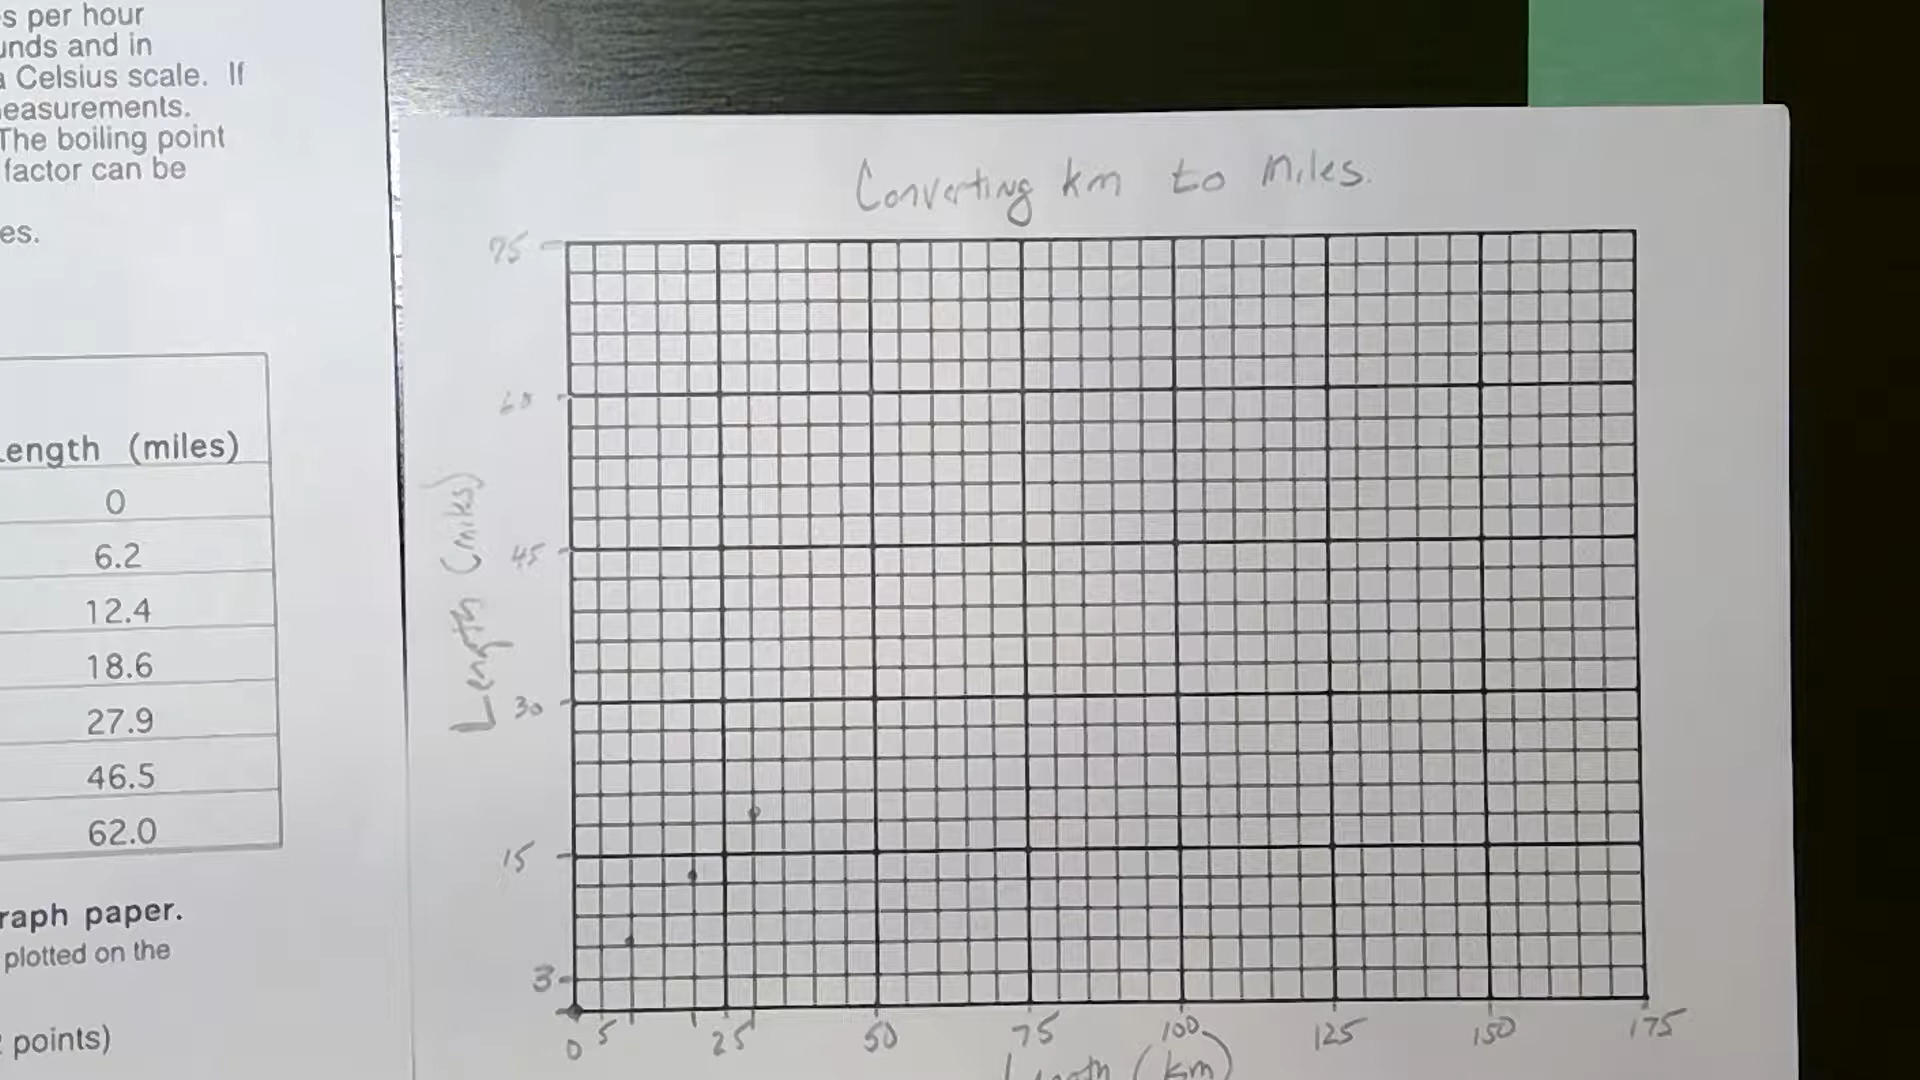 s per hour
unds and in
a Celsius scale. If
easurements.
The boiling point
factor can be
es.
Length (miles)
0
6.2
12.4
18.6
27.9
46.5
62.0
raph paper.
plotted on the
points)
Converting km to Miles.
75
60
45
30
15
3
Length (miles)
0 5 25 50 75 100 125 150 175
Length (km)